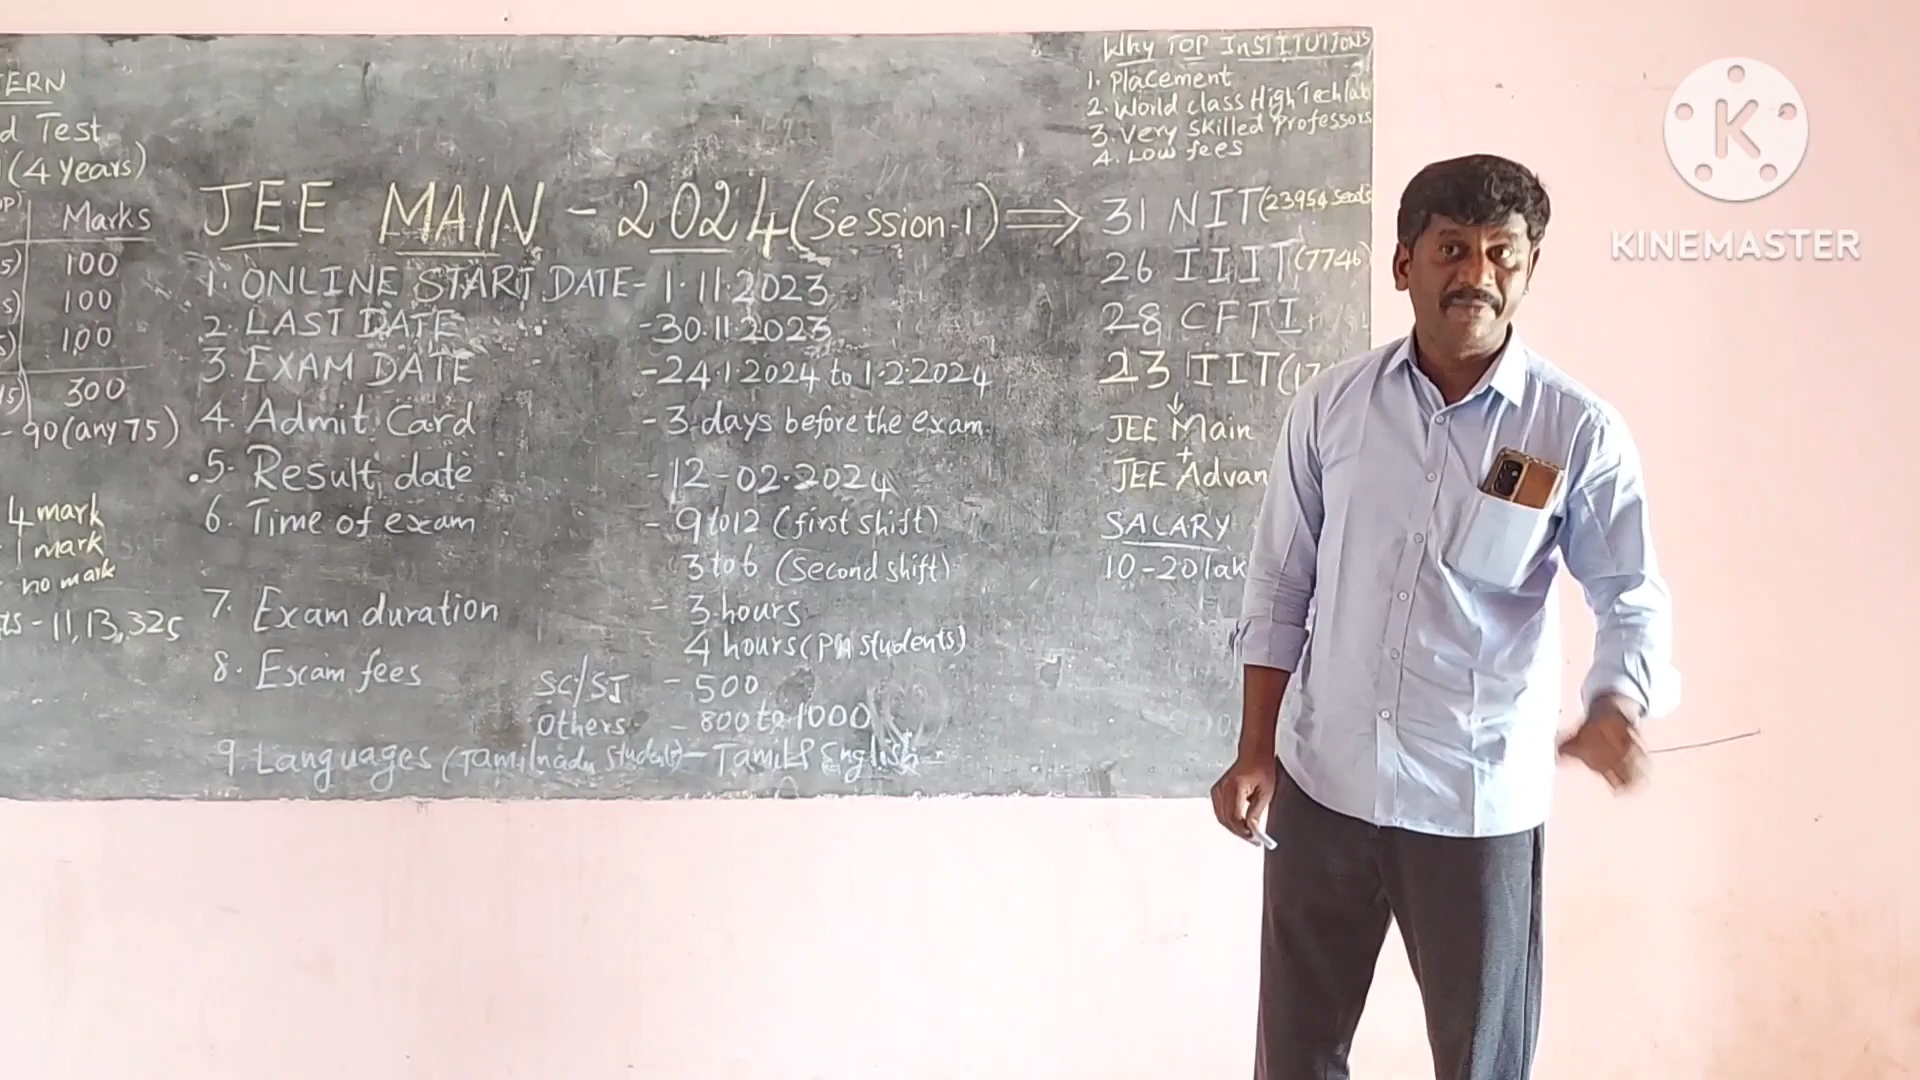 TERN
d Test
(4 years)
Marks
100
100
100
300
- 90 (any 75)
4 mark
1 mark
no mark
- 11, 13, 325
JEE MAIN - 2024 (Session-1) ⇒
1. ONLINE START DATE - 1.11.2023
2. LAST DATE - 30.11.2023
3. EXAM DATE - 24.1.2024 to 1.2.2024
4. Admit Card - 3 days before the exam
5. Result date - 12-02.2024
6. Time of exam - 9 to 12 (first shift)
3 to 6 (Second shift)
7. Exam duration - 3 hours
4 hours ( students)
8. Exam fees SC/ST - 500
Others - 800 to 1000
9 Languages (Tamilnadu students) - Tamil & English
Why TOP InSTITUTIONS
1. Placement
2. World class High Tech lab
3. Very Skilled Professors
4. Low fees
31 NIT (23954 Seats
26 IIIT (7746)
28 CFTI
23 IIT (17
↓
JEE Main
+
JEE Advan
SALARY
10-20 lak
K
KINEMASTER